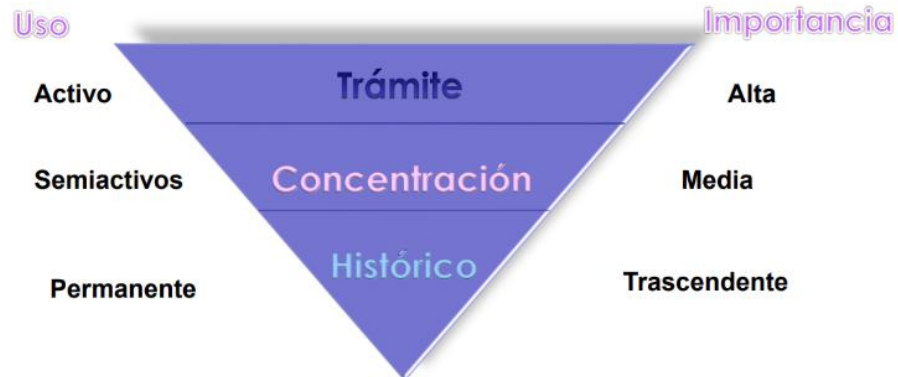 Uso
Importancia
Activo
Trámite
Alta
Semiactivos
Concentración
Media
Permanente
Histórico
Trascendente